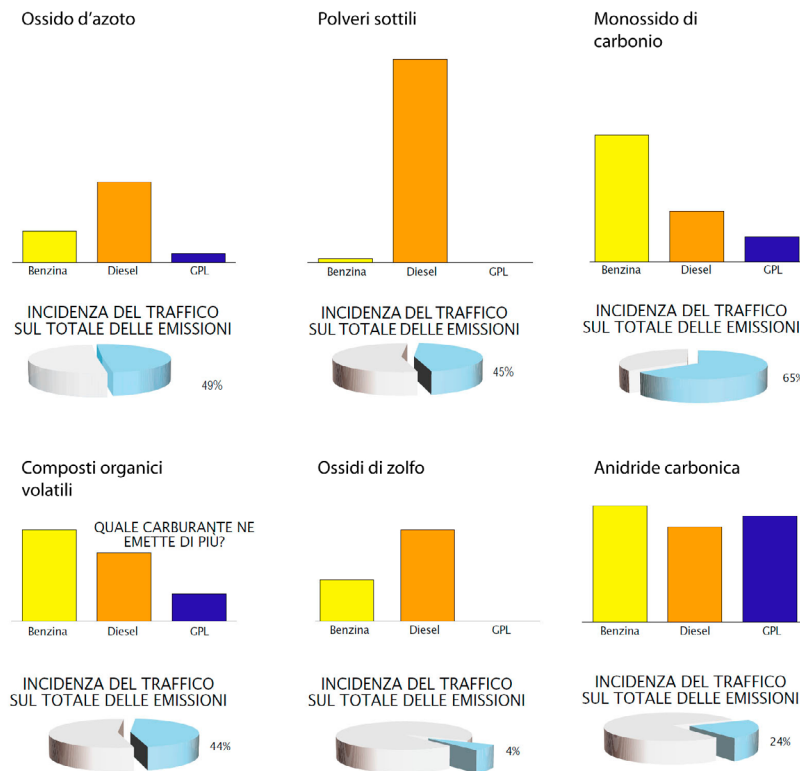 Ossido d'azoto
Polveri sottili
Monossido di
carbonio
Benzina Diesel GPL
Benzina Diesel GPL
Benzina Diesel GPL
INCIDENZA DEL TRAFFICO
SUL TOTALE DELLE EMISSIONI
49%
INCIDENZA DEL TRAFFICO
SUL TOTALE DELLE EMISSIONI
45%
INCIDENZA DEL TRAFFICO
SUL TOTALE DELLE EMISSIONI
65%
Composti organici
volatili
QUALE CARBURANTE NE
EMETTE DI PIÙ?
Ossidi di zolfo
Anidride carbonica
Benzina Diesel GPL
Benzina Diesel GPL
Benzina Diesel GPL
INCIDENZA DEL TRAFFICO
SUL TOTALE DELLE EMISSIONI
44%
INCIDENZA DEL TRAFFICO
SUL TOTALE DELLE EMISSIONI
4%
INCIDENZA DEL TRAFFICO
SUL TOTALE DELLE EMISSIONI
24%